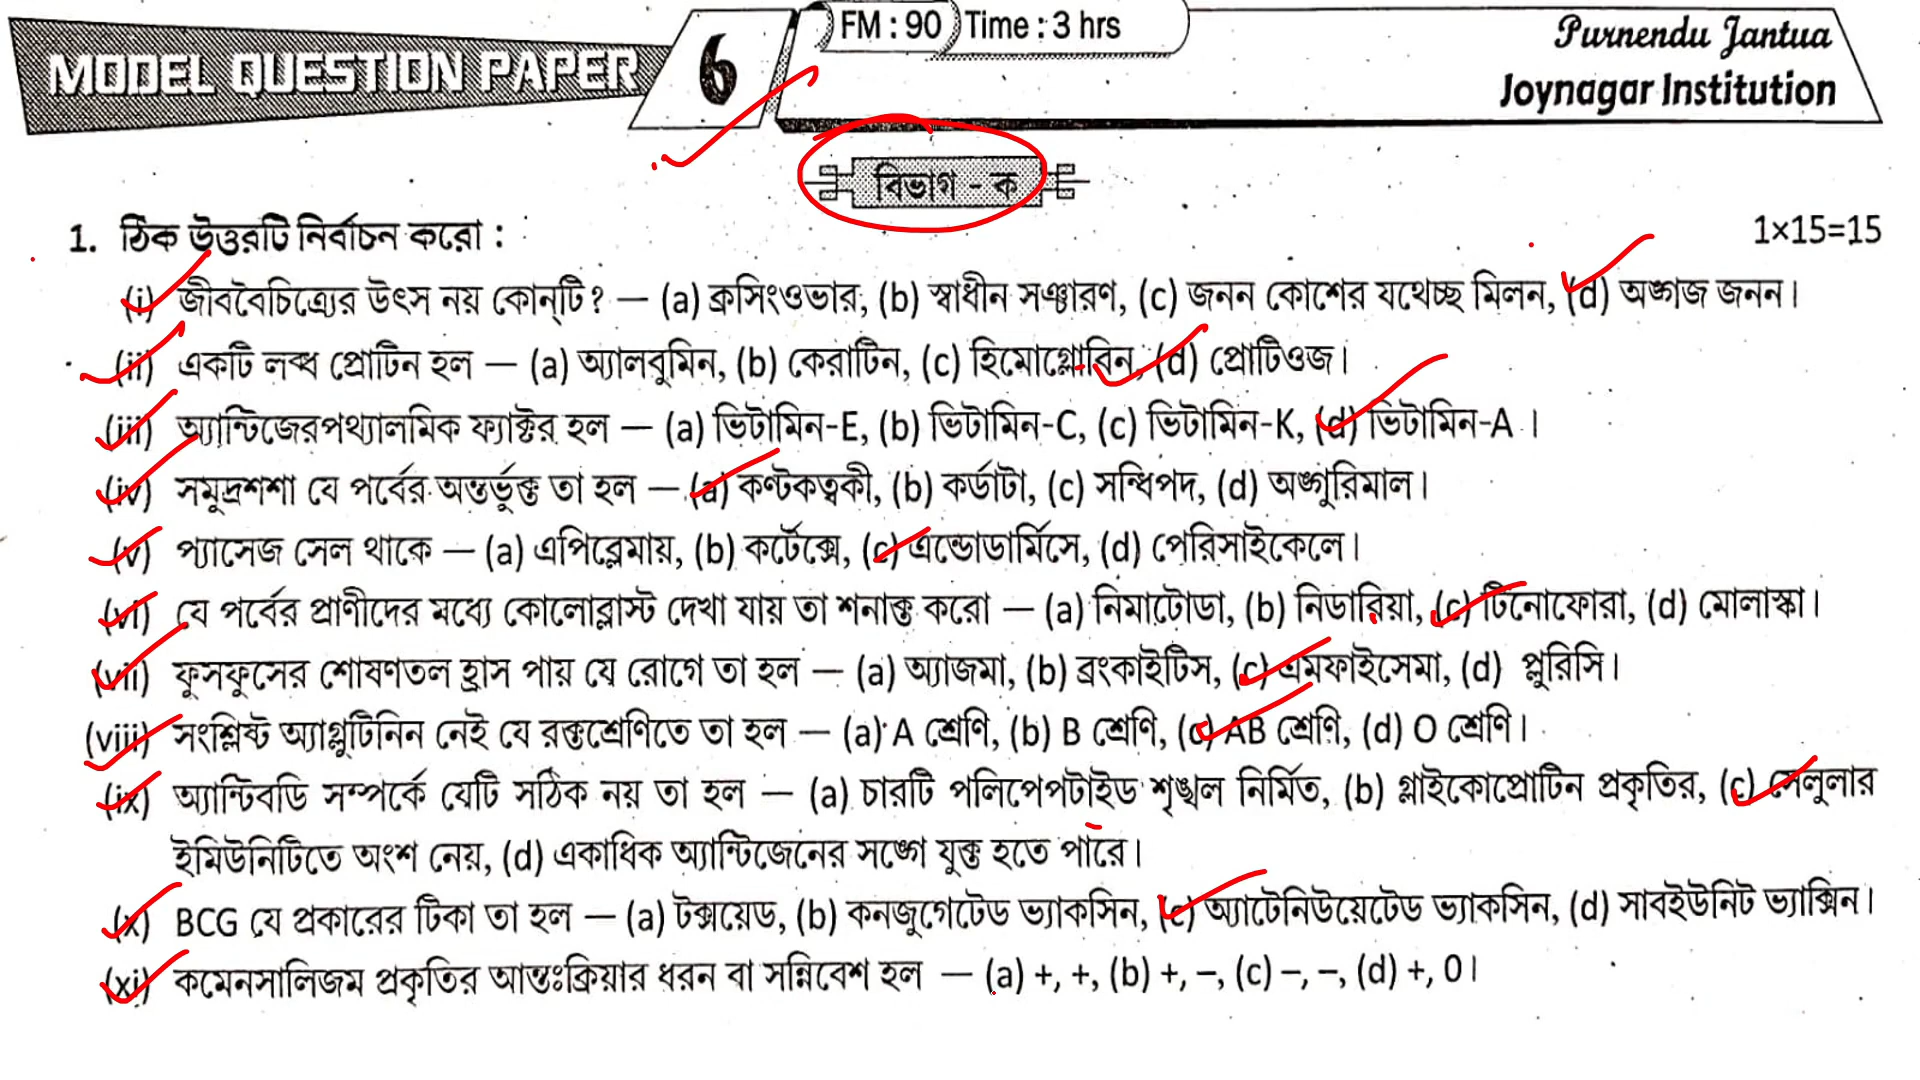 MODEL QUESTION PAPER 6 FM : 90 Time : 3 hrs Purnendu Jantua
Joynagar Institution
বিভাগ - ক
1. ঠিক উত্তরটি নির্বাচন করো : 1×15=15
(i) জীববৈচিত্র্যের উৎস নয় কোন্‌টি? — (a) ক্রসিংওভার, (b) স্বাধীন সঞ্চারণ, (c) জনন কোশের যথেচ্ছ মিলন, (d) অঙ্গজ জনন।
(ii) একটি লব্ধ প্রোটিন হল — (a) অ্যালবুমিন, (b) কেরাটিন, (c) হিমোগ্লোবিন, (d) প্রোটিওজ।
(iii) অ্যান্টিজেরপথ্যালমিক ফ্যাক্টর হল — (a) ভিটামিন-E, (b) ভিটামিন-C, (c) ভিটামিন-K, (d) ভিটামিন-A ।
(iv) সমুদ্রশশা যে পর্বের অন্তর্ভুক্ত তা হল — (a) কণ্টকত্বকী, (b) কর্ডাটা, (c) সন্ধিপদ, (d) অঙ্গুরিমাল।
(v) প্যাসেজ সেল থাকে — (a) এপিব্লেমায়, (b) কর্টেক্সে, (c) এন্ডোডার্মিসে, (d) পেরিসাইকেলে।
(vi) যে পর্বের প্রাণীদের মধ্যে কোলোব্লাস্ট দেখা যায় তা শনাক্ত করো — (a) নিমাটোডা, (b) নিডারিয়া, (c) টিনোফোরা, (d) মোলাস্কা।
(vii) ফুসফুসের শোষণতল হ্রাস পায় যে রোগে তা হল — (a) অ্যাজমা, (b) ব্রংকাইটিস, (c) এমফাইসেমা, (d) প্লুরিসি।
(viii) সংশ্লিষ্ট অ্যাগ্লুটিনিন নেই যে রক্তশ্রেণিতে তা হল — (a) A শ্রেণি, (b) B শ্রেণি, (c) AB শ্রেণি, (d) O শ্রেণি।
(ix) অ্যান্টিবডি সম্পর্কে যেটি সঠিক নয় তা হল — (a) চারটি পলিপেপটাইড শৃঙ্খল নির্মিত, (b) গ্লাইকোপ্রোটিন প্রকৃতির, (c) সেলুলার
ইমিউনিটিতে অংশ নেয়, (d) একাধিক অ্যান্টিজেনের সঙ্গে যুক্ত হতে পারে।
(x) BCG যে প্রকারের টিকা তা হল — (a) টক্সয়েড, (b) কনজুগেটেড ভ্যাকসিন, (c) অ্যাটেনিউয়েটেড ভ্যাকসিন, (d) সাবইউনিট ভ্যাক্সিন।
(xi) কমেনসালিজম প্রকৃতির আন্তঃক্রিয়ার ধরন বা সন্নিবেশ হল — (a) +, +, (b) +, –, (c) –, –, (d) +, 0।